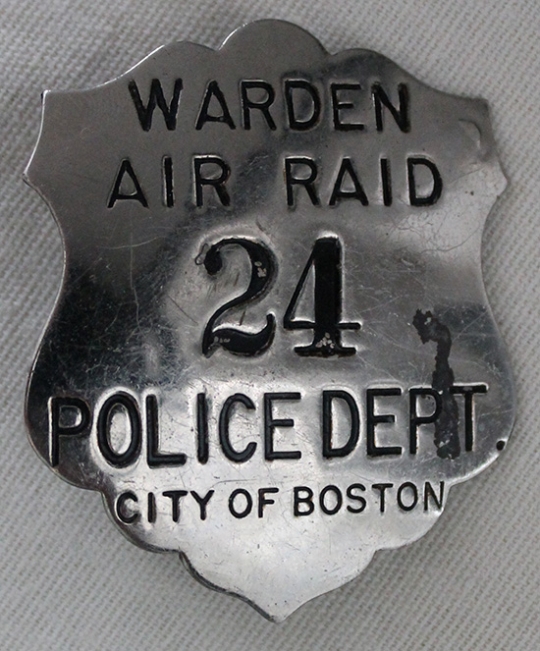 WARDEN
AIR RAID
24
POLICE DEPT.
CITY OF BOSTON